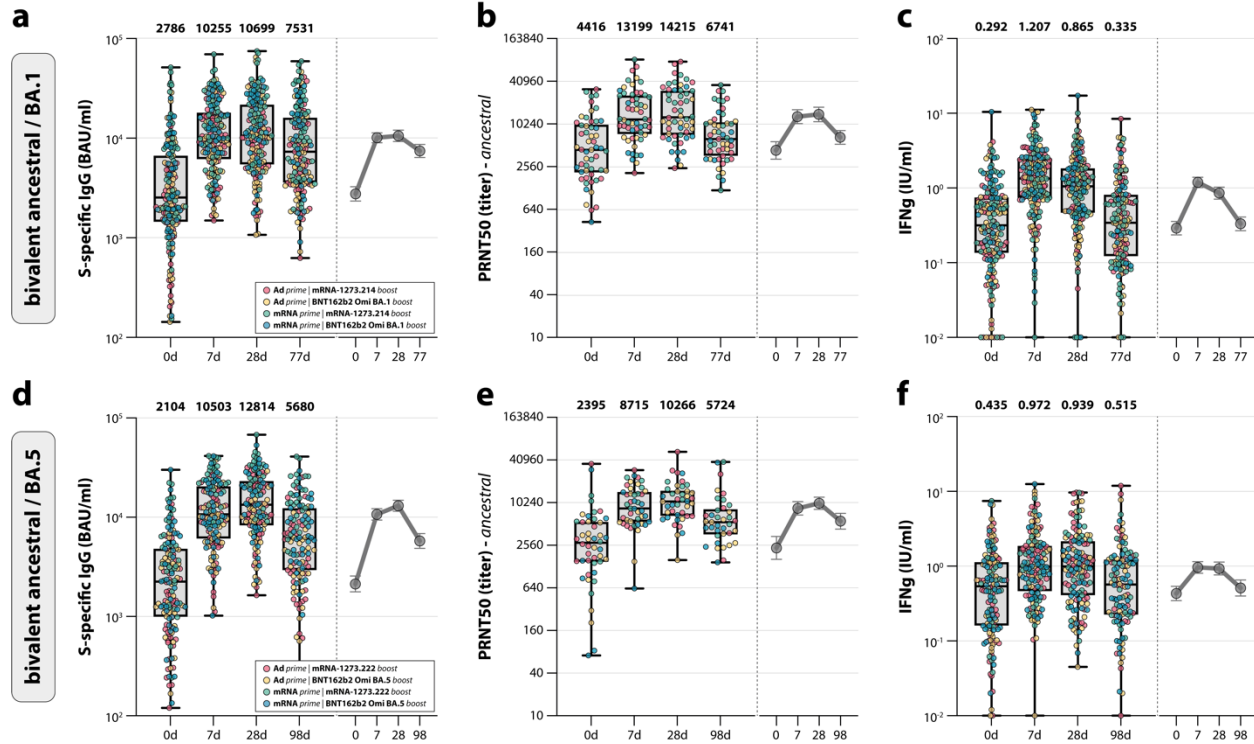 a
bivalent ancestral / BA.1
S-specific IgG (BAU/ml)
2786 10255 10699 7531
10⁵
10⁴
10³
10²
Ad prime | mRNA-1273.214 boost
Ad prime | BNT162b2 Omi BA.1 boost
mRNA prime | mRNA-1273.214 boost
mRNA prime | BNT162b2 Omi BA.1 boost
0d 7d 28d 77d 0 7 28 77
b
PRNT50 (titer) - ancestral
4416 13199 14215 6741
163840
40960
10240
2560
640
160
40
10
0d 7d 28d 77d 0 7 28 77
c
IFNg (IU/ml)
0.292 1.207 0.865 0.335
10²
10¹
10⁰
10⁻¹
10⁻²
0d 7d 28d 77d 0 7 28 77
d
bivalent ancestral / BA.5
S-specific IgG (BAU/ml)
2104 10503 12814 5680
10⁵
10⁴
10³
10²
Ad prime | mRNA-1273.222 boost
Ad prime | BNT162b2 Omi BA.5 boost
mRNA prime | mRNA-1273.222 boost
mRNA prime | BNT162b2 Omi BA.5 boost
0d 7d 28d 98d 0 7 28 98
e
PRNT50 (titer) - ancestral
2395 8715 10266 5724
163840
40960
10240
2560
640
160
40
10
0d 7d 28d 98d 0 7 28 98
f
IFNg (IU/ml)
0.435 0.972 0.939 0.515
10²
10¹
10⁰
10⁻¹
10⁻²
0d 7d 28d 98d 0 7 28 98